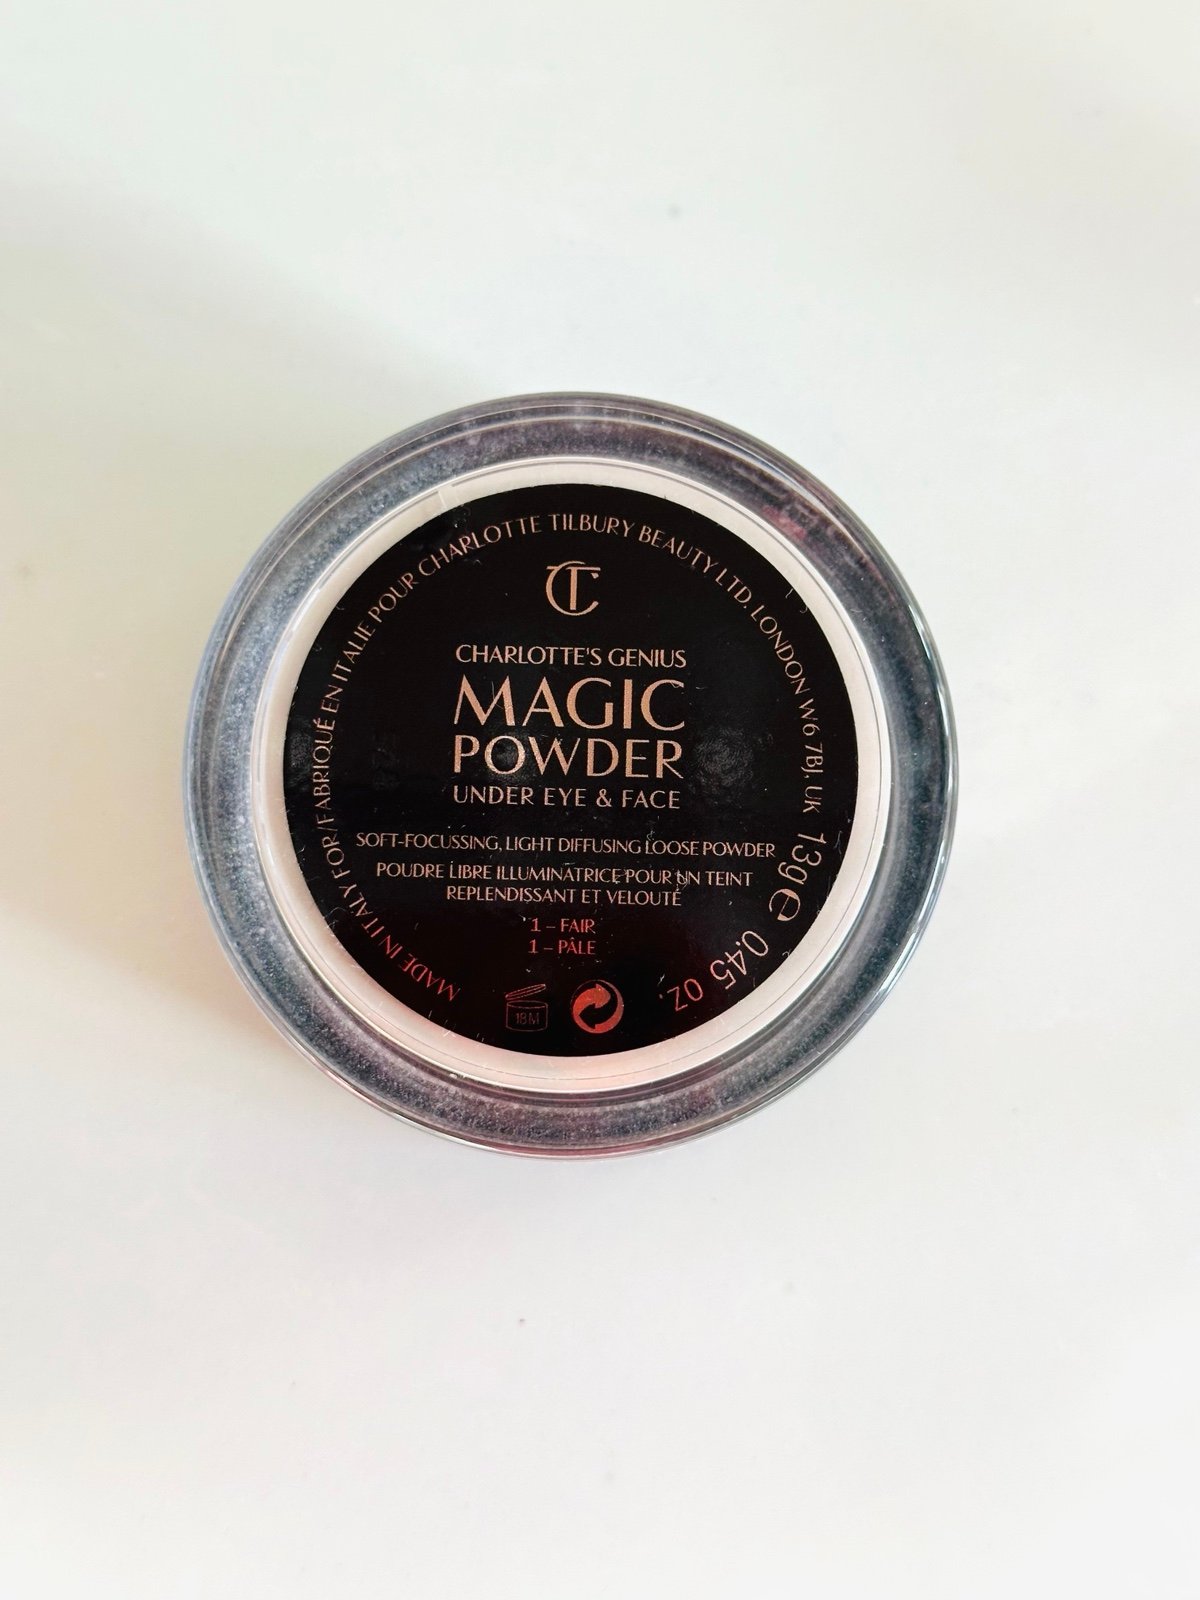 CT
CHARLOTTE'S GENIUS
MAGIC
POWDER
UNDER EYE & FACE
SOFT-FOCUSSING, LIGHT DIFFUSING LOOSE POWDER
POUDRE LIBRE ILLUMINATRICE POUR UN TEINT
REPLENDISSANT ET VELOUTÉ
1 – FAIR
1 – PÂLE
18M
MADE IN ITALY FOR/FABRIQUÉ EN ITALIE POUR CHARLOTTE TILBURY BEAUTY LTD. LONDON W6 7BJ, UK 13g e 0.45 OZ.